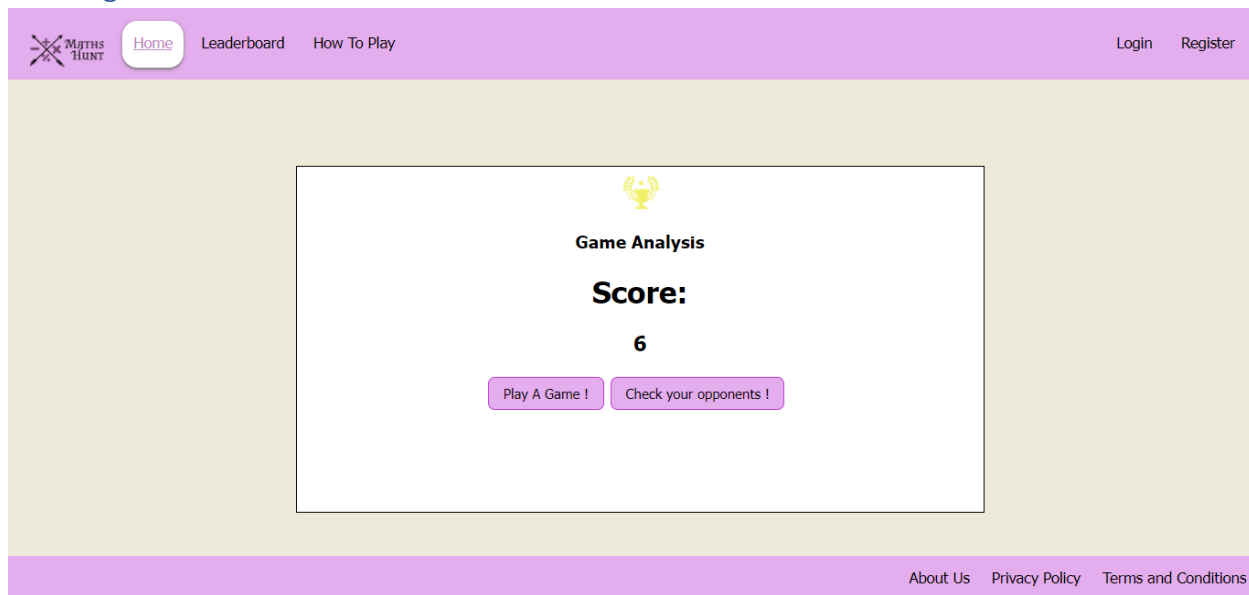 MATHS
HUNT
Home Leaderboard How To Play Login Register
Game Analysis
Score:
6
Play A Game ! Check your opponents !
About Us Privacy Policy Terms and Conditions